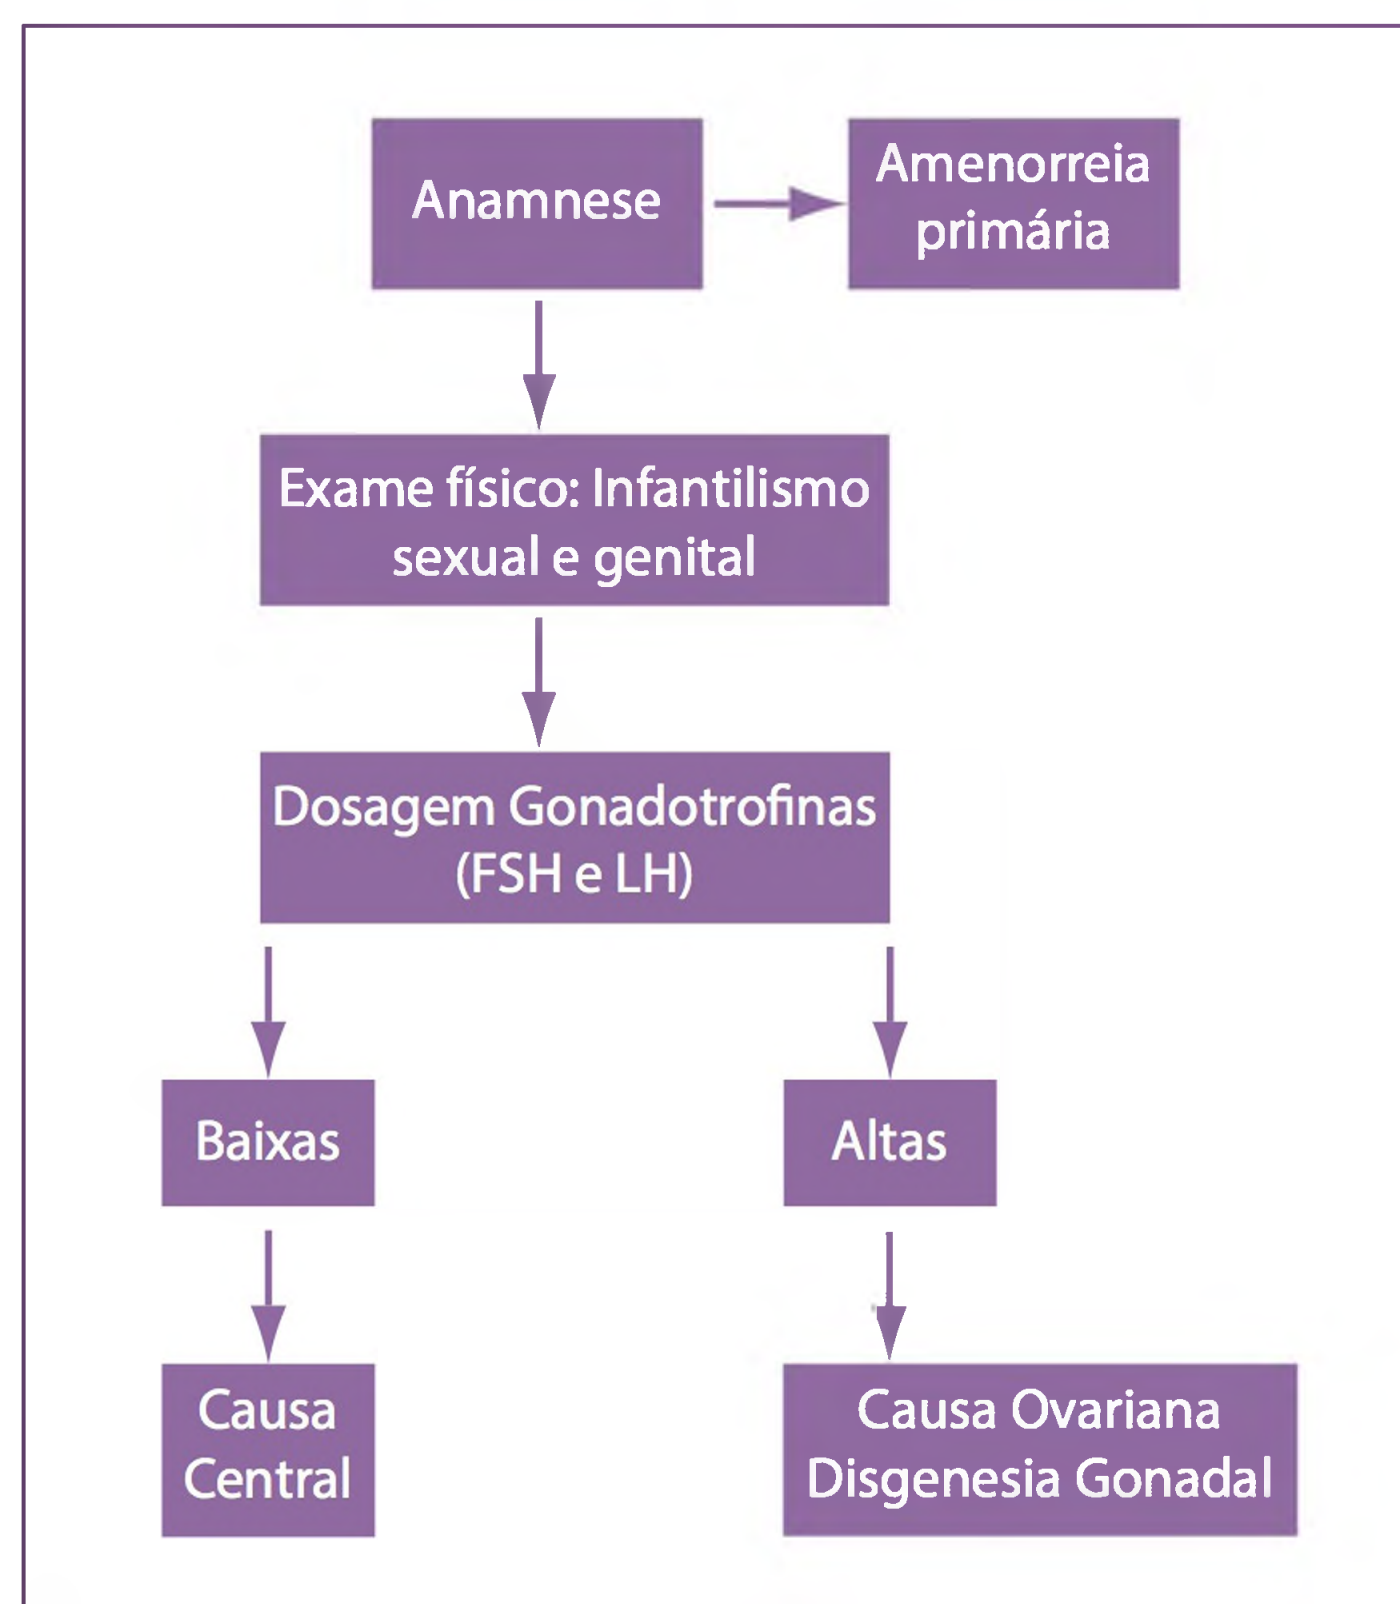 Anamnese
Amenorreia
primária
Exame físico: Infantilismo
sexual e genital
Dosagem Gonadotrofinas
(FSH e LH)
Baixas
Altas
Causa
Central
Causa Ovariana
Disgenesia Gonadal